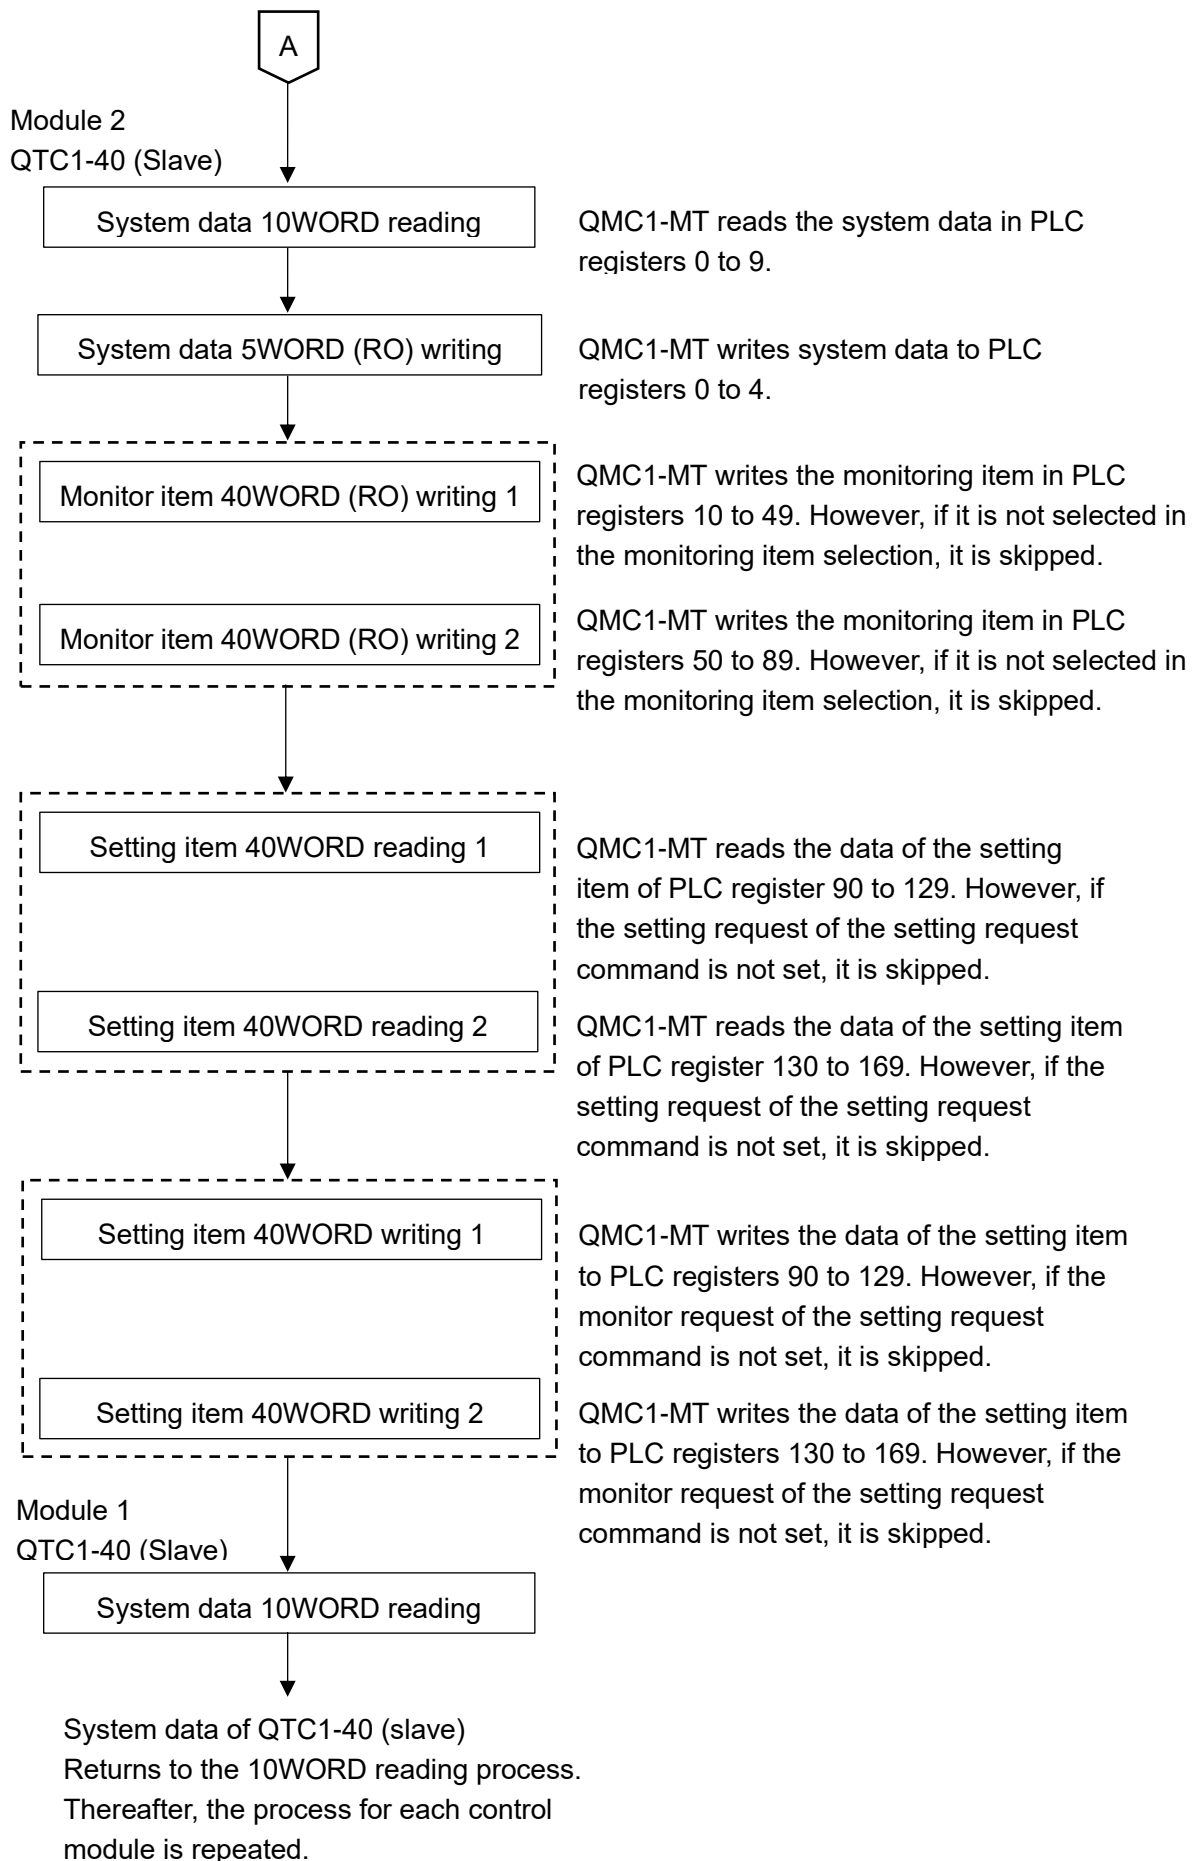 A
Module 2
QTC1-40 (Slave)
System data 10WORD reading
QMC1-MT reads the system data in PLC
registers 0 to 9.
System data 5WORD (RO) writing
QMC1-MT writes system data to PLC
registers 0 to 4.
Monitor item 40WORD (RO) writing 1
QMC1-MT writes the monitoring item in PLC
registers 10 to 49. However, if it is not selected in
the monitoring item selection, it is skipped.
Monitor item 40WORD (RO) writing 2
QMC1-MT writes the monitoring item in PLC
registers 50 to 89. However, if it is not selected in
the monitoring item selection, it is skipped.
Setting item 40WORD reading 1
QMC1-MT reads the data of the setting
item of PLC register 90 to 129. However, if
the setting request of the setting request
command is not set, it is skipped.
Setting item 40WORD reading 2
QMC1-MT reads the data of the setting item
of PLC register 130 to 169. However, if the
setting request of the setting request
command is not set, it is skipped.
Setting item 40WORD writing 1
QMC1-MT writes the data of the setting item
to PLC registers 90 to 129. However, if the
monitor request of the setting request
command is not set, it is skipped.
Setting item 40WORD writing 2
QMC1-MT writes the data of the setting item
to PLC registers 130 to 169. However, if the
monitor request of the setting request
command is not set, it is skipped.
Module 1
QTC1-40 (Slave)
System data 10WORD reading
System data of QTC1-40 (slave)
Returns to the 10WORD reading process.
Thereafter, the process for each control
module is repeated.